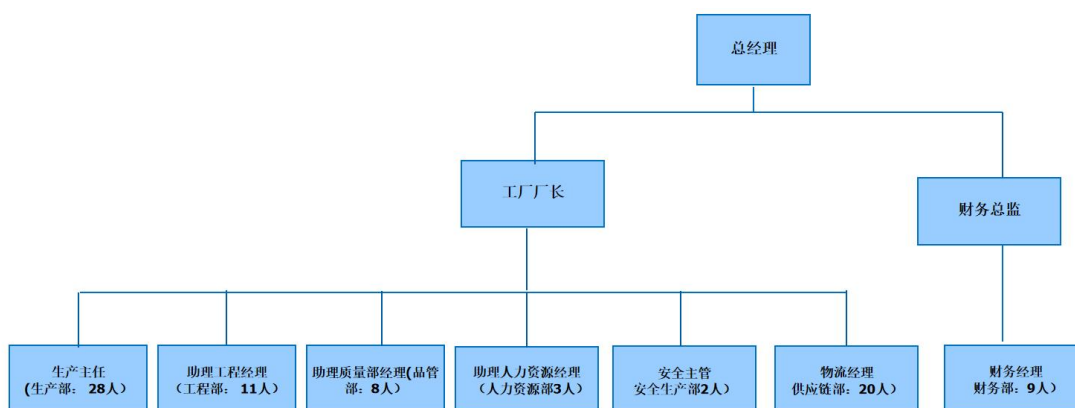 总经理
工厂厂长
财务总监
生产主任
(生产部：28人)
助理工程经理
(工程部：11人)
助理质量部经理(品管
部：8人)
助理人力资源经理
(人力资源部3人)
安全主管
安全生产部2人)
物流经理
供应链部：20人)
财务经理
财务部：9人)